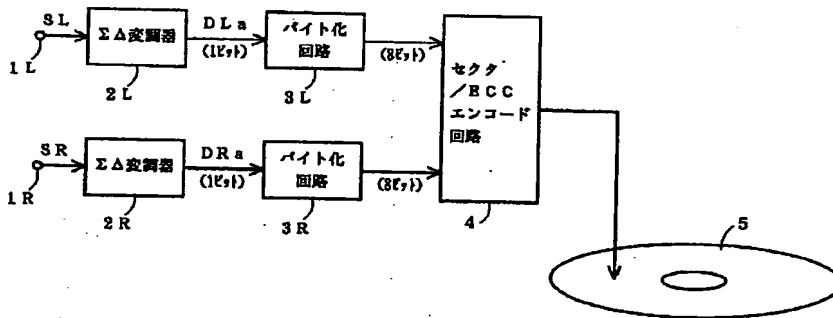 SL
ΣΔ変調器
DLa
(1ビット)
バイト化
回路
(8ビット)
1L
2L
3L
セクタ
/ECC
エンコード
回路
SR
ΣΔ変調器
DRa
(1ビット)
バイト化
回路
(8ビット)
1R
2R
3R
4
5